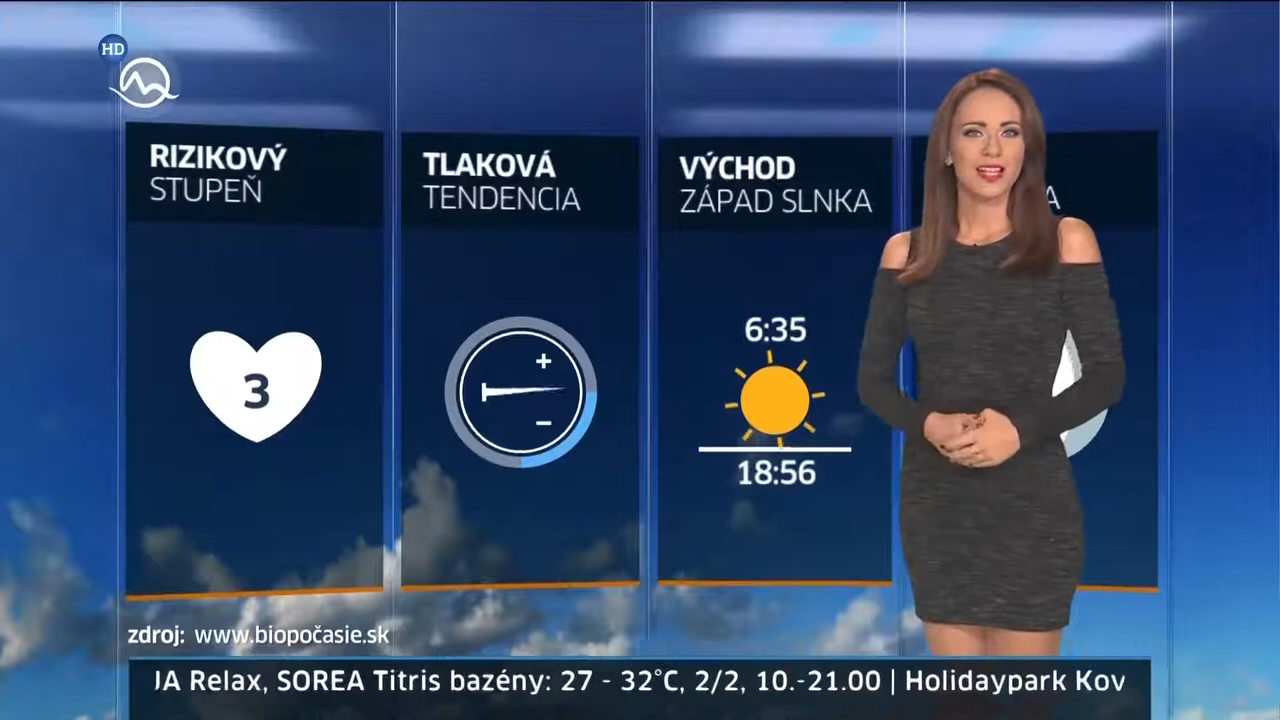 HD
RIZIKOVÝ
STUPEŇ
3
TLAKOVÁ
TENDENCIA
+
−
VÝCHOD
ZÁPAD SLNKA
6:35
18:56
A
zdroj: www.biopočasie.sk
JA Relax, SOREA Titris bazény: 27 - 32°C, 2/2, 10.-21.00 | Holidaypark Kov